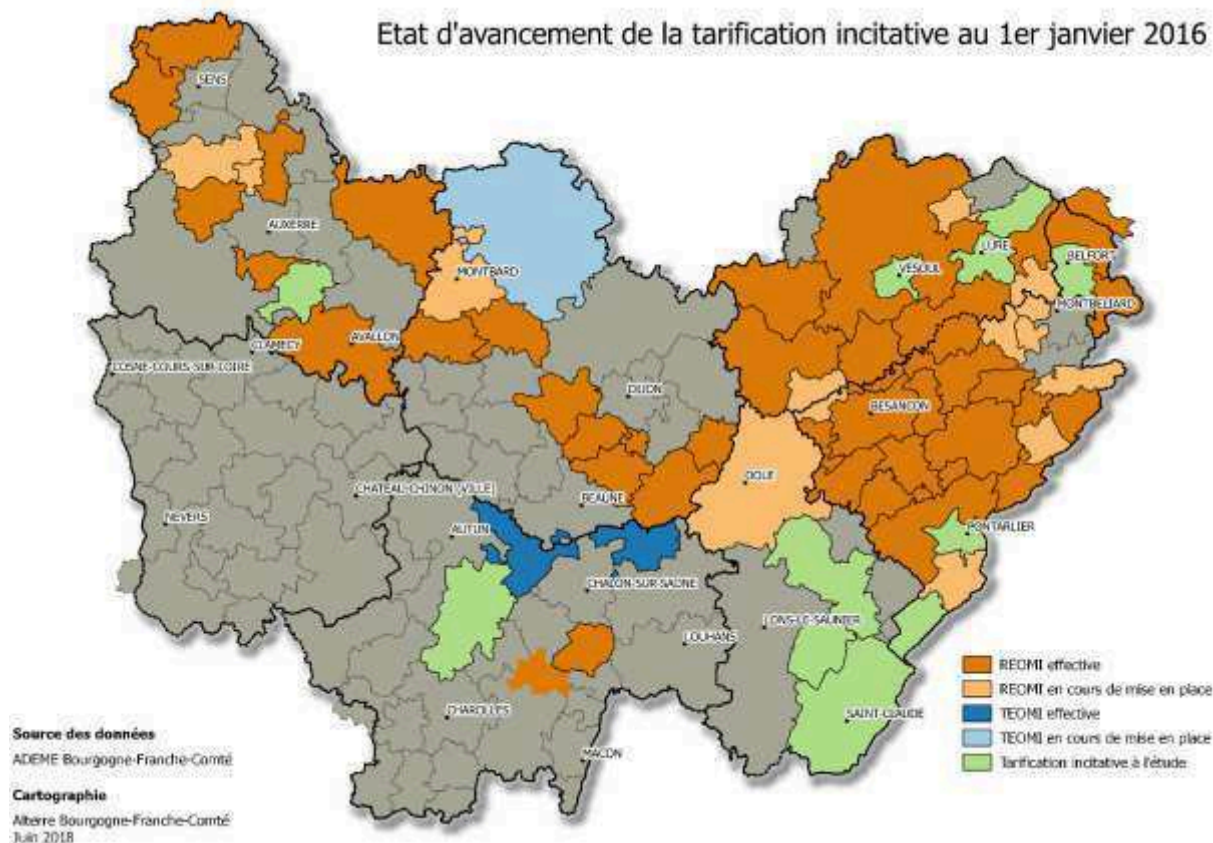 Etat d'avancement de la tarification incitative au 1er janvier 2016
SENS
AUXERRE
MONTBARD
VESOUL
LURE
BELFORT
MONTBELIARD
CLAMECY
AVALLON
COSNE-COURS-SUR-LOIRE
DIJON
BESANCON
CHATEAU-CHINON (VILLE)
BEAUNE
DOLE
NEVERS
AUTUN
PONTARLIER
CHALON-SUR-SAONE
LONS-LE-SAUNIER
LOUHANS
CHAROLLES
SAINT-CLAUDE
MACON
REOMI effective
REOMI en cours de mise en place
TEOMI effective
TEOMI en cours de mise en place
Tarification incitative à l'étude
Source des données
ADEME Bourgogne-Franche-Comté
Cartographie
Alterre Bourgogne-Franche-Comté
Juin 2018